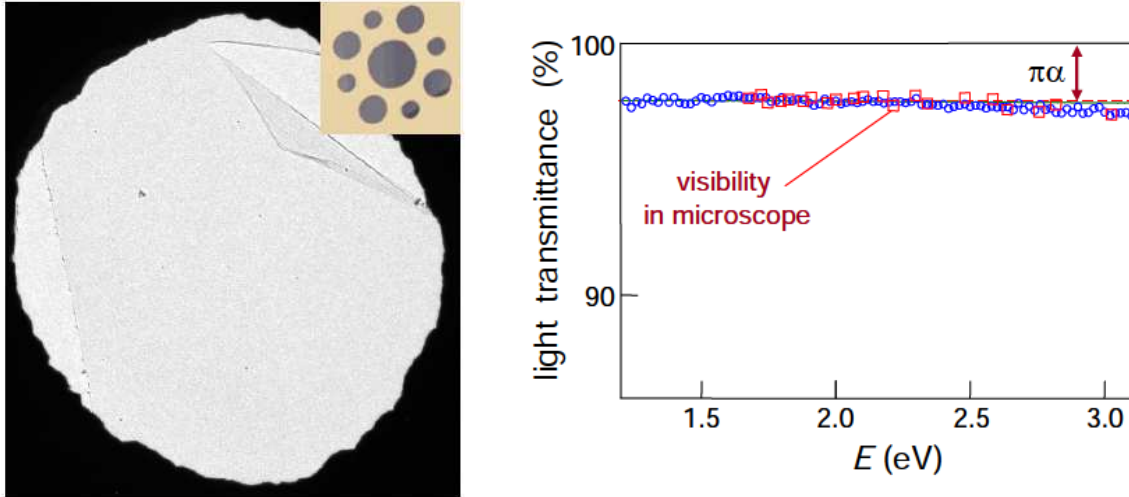 light transmittance (%)
100
90
πα
visibility
in microscope
1.5
2.0
2.5
3.0
E (eV)